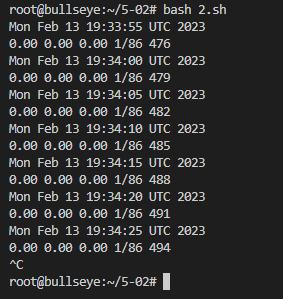 root@bullseye:~/5-02# bash 2.sh
Mon Feb 13 19:33:55 UTC 2023
0.00 0.00 0.00 1/86 476
Mon Feb 13 19:34:00 UTC 2023
0.00 0.00 0.00 1/86 479
Mon Feb 13 19:34:05 UTC 2023
0.00 0.00 0.00 1/86 482
Mon Feb 13 19:34:10 UTC 2023
0.00 0.00 0.00 1/86 485
Mon Feb 13 19:34:15 UTC 2023
0.00 0.00 0.00 1/86 488
Mon Feb 13 19:34:20 UTC 2023
0.00 0.00 0.00 1/86 491
Mon Feb 13 19:34:25 UTC 2023
0.00 0.00 0.00 1/86 494
^C
root@bullseye:~/5-02#